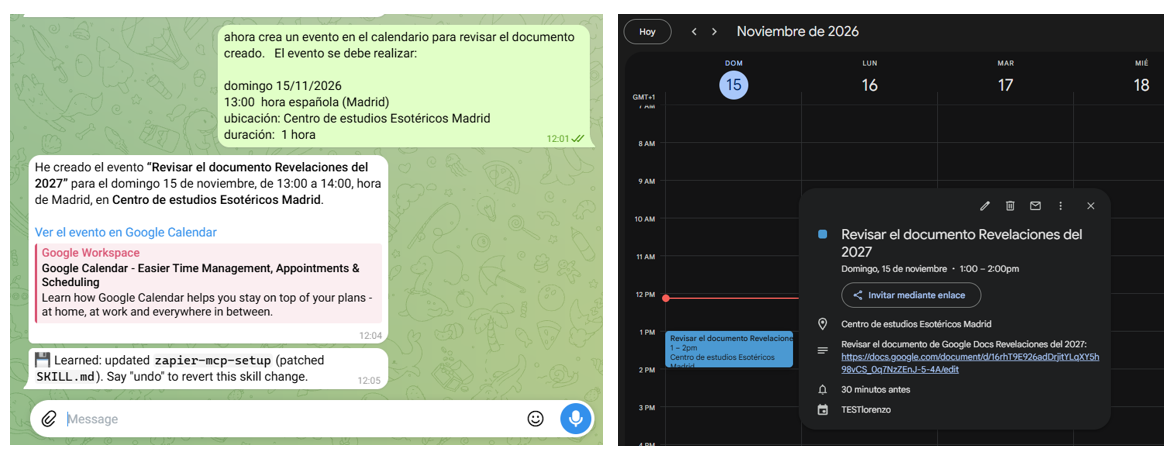 ahora crea un evento en el calendario para revisar el documento
creado.   El evento se debe realizar:
domingo 15/11/2026
13:00  hora española (Madrid)
ubicación: Centro de estudios Esotéricos Madrid
duración:  1 hora
12:01
He creado el evento “Revisar el documento Revelaciones del
2027” para el domingo 15 de noviembre, de 13:00 a 14:00, hora
de Madrid, en Centro de estudios Esotéricos Madrid.
Ver el evento en Google Calendar
Google Workspace
Google Calendar - Easier Time Management, Appointments &
Scheduling
Learn how Google Calendar helps you stay on top of your plans -
at home, at work and everywhere in between.
12:04
Learned: updated zapier-mcp-setup (patched
SKILL.md). Say "undo" to revert this skill change.
12:05
Message
Hoy
Noviembre de 2026
DOM
LUN
MAR
MIÉ
15
16
17
18
GMT+1
7 AM
8 AM
9 AM
10 AM
11 AM
12 PM
1 PM
2 PM
3 PM
4 PM
Revisar el documento Revelacione
1 – 2pm
Centro de estudios Esotéricos
Madrid
Revisar el documento Revelaciones del
2027
Domingo, 15 de noviembre • 1:00 – 2:00pm
Invitar mediante enlace
Centro de estudios Esotéricos Madrid
Revisar el documento de Google Docs Revelaciones del 2027:
https://docs.google.com/document/d/16rhT9E926adDrjitYLqXY5h
98vCS_0q7NzZEnJ-5-4A/edit
30 minutos antes
TESTlorenzo